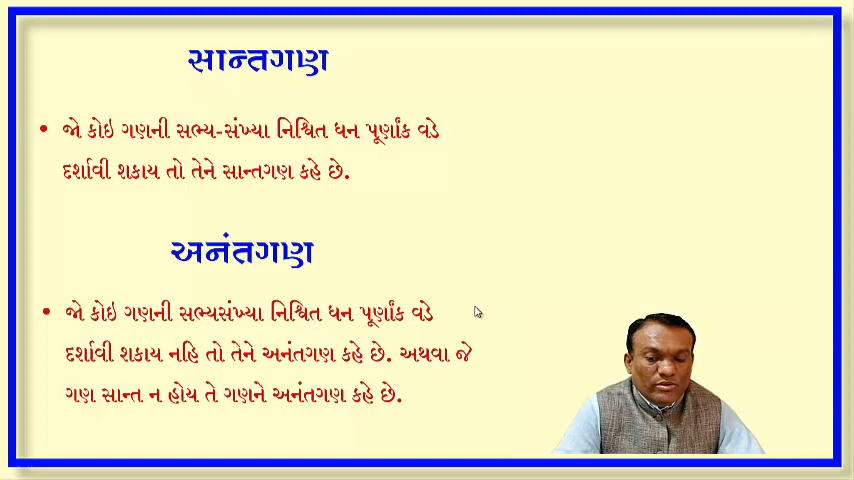 સાન્તગણ
• જો કોઇ ગણની સભ્ય-સંખ્યા નિશ્ચિત ધન પૂર્ણાંક વડે
દર્શાવી શકાય તો તેને સાન્તગણ કહે છે.
અનંતગણ
• જો કોઇ ગણની સભ્યસંખ્યા નિશ્ચિત ધન પૂર્ણાંક વડે
દર્શાવી શકાય નહિ તો તેને અનંતગણ કહે છે. અથવા જે
ગણ સાન્ત ન હોય તે ગણને અનંતગણ કહે છે.